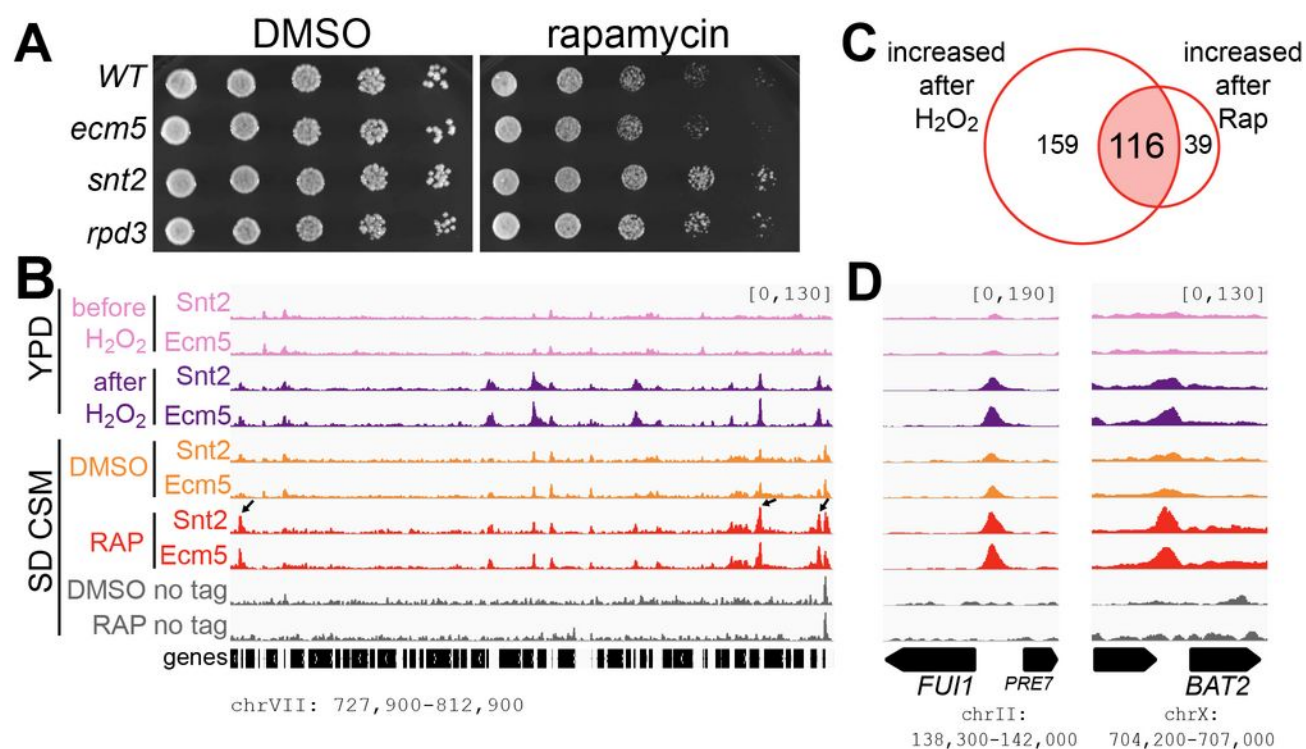 A
DMSO
rapamycin
WT
ecm5
snt2
rpd3
C
increased
after
H₂O₂
increased
after
Rap
159
116
39
B
YPD
before
H₂O₂
Snt2
Ecm5
after
H₂O₂
Snt2
Ecm5
SD CSM
DMSO
Snt2
Ecm5
RAP
Snt2
Ecm5
DMSO no tag
RAP no tag
genes
[0,130]
chrVII: 727,900-812,900
D
[0,190]
[0,130]
FUI1
PRE7
BAT2
chrII:
138,300-142,000
chrX:
704,200-707,000